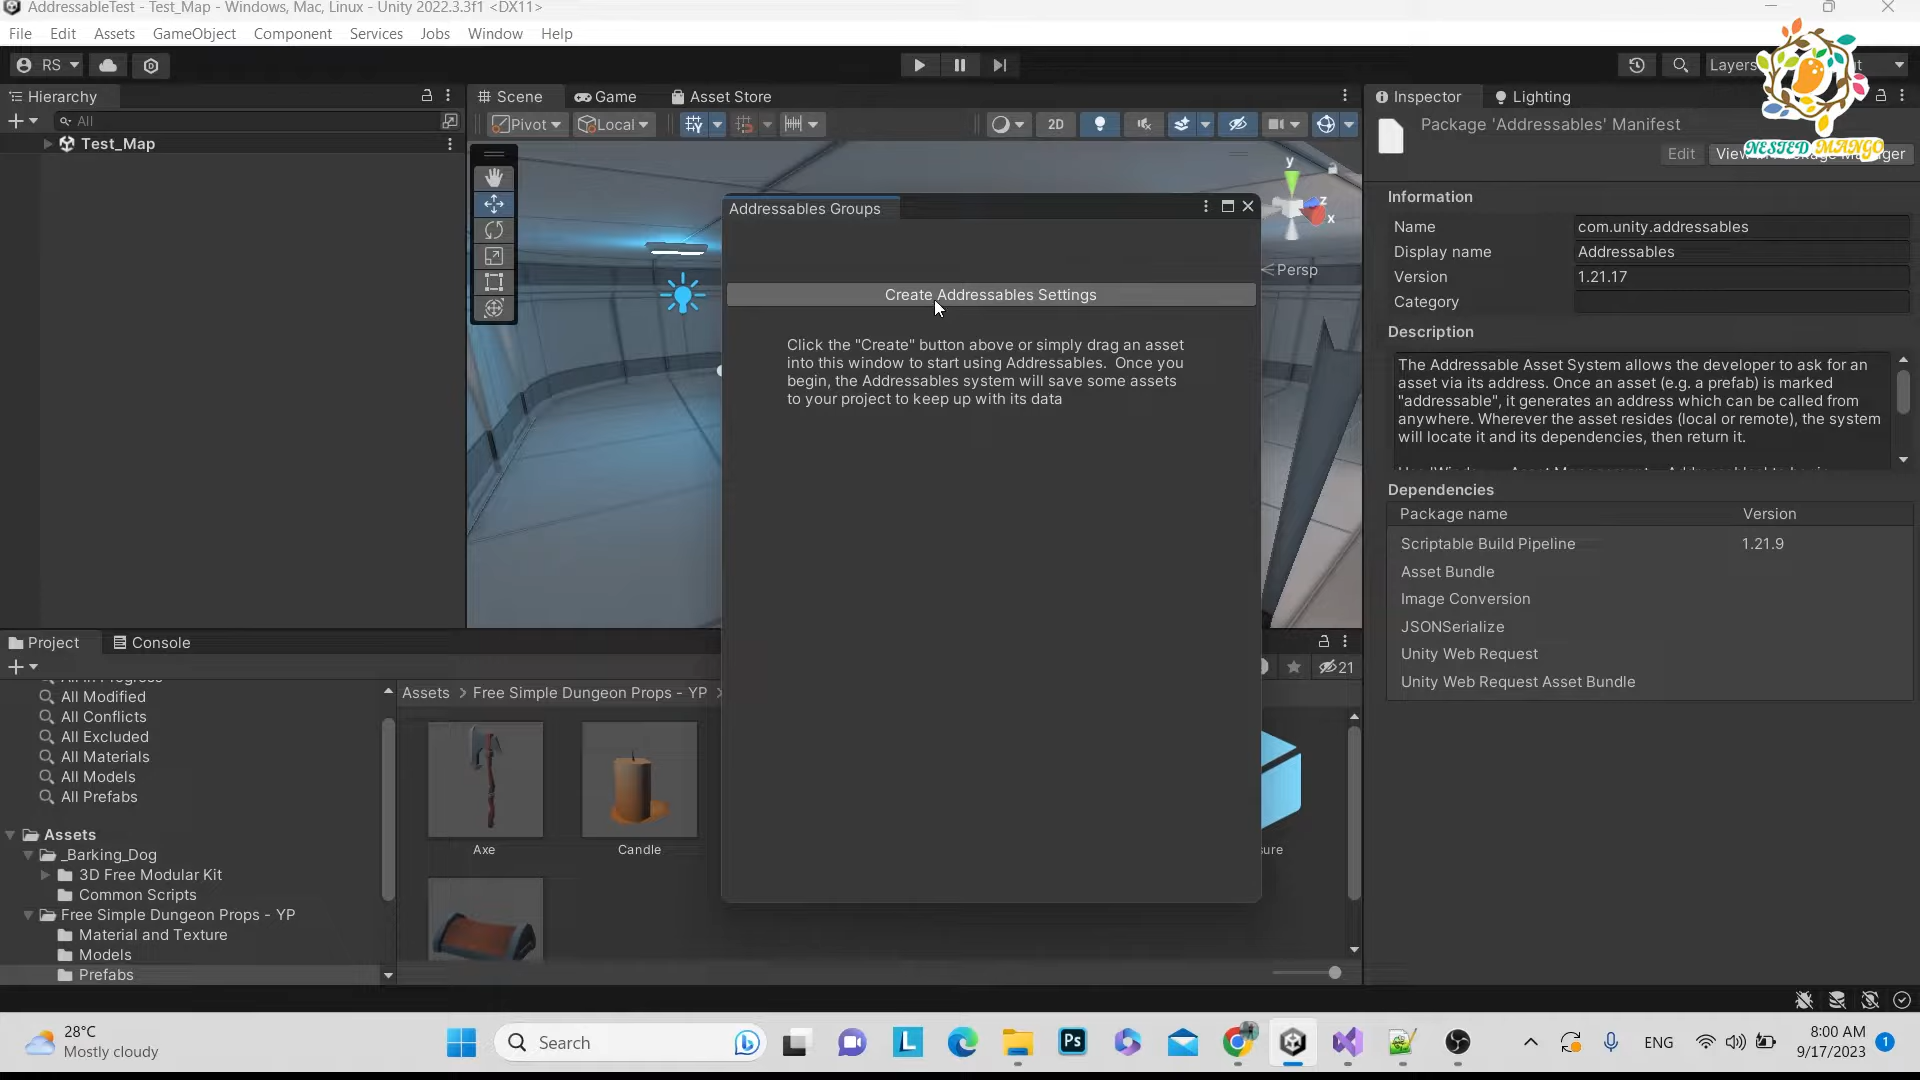 AddressableTest - Test_Map - Windows, Mac, Linux - Unity 2022.3.3f1 <DX11>
File Edit Assets GameObject Component Services Jobs Window Help
RS
Layers
Hierarchy
All
Test_Map
Scene Game Asset Store
Pivot Local 2D
y
z
x
Persp
Addressables Groups
Create Addressables Settings
Click the "Create" button above or simply drag an asset
into this window to start using Addressables. Once you
begin, the Addressables system will save some assets
to your project to keep up with its data
Inspector Lighting
Package 'Addressables' Manifest
Edit
NESTED MANGO
Information
Name com.unity.addressables
Display name Addressables
Version 1.21.17
Category
Description
The Addressable Asset System allows the developer to ask for an
asset via its address. Once an asset (e.g. a prefab) is marked
"addressable", it generates an address which can be called from
anywhere. Wherever the asset resides (local or remote), the system
will locate it and its dependencies, then return it.
Dependencies
Package name Version
Scriptable Build Pipeline 1.21.9
Asset Bundle
Image Conversion
JSONSerialize
Unity Web Request
Unity Web Request Asset Bundle
Project Console
21
All Modified
All Conflicts
All Excluded
All Materials
All Models
All Prefabs
Assets
_Barking_Dog
3D Free Modular Kit
Common Scripts
Free Simple Dungeon Props - YP
Material and Texture
Models
Prefabs
Assets > Free Simple Dungeon Props - YP >
Axe
Candle
sure
28°C
Mostly cloudy
Search
L
Ps
ENG
8:00 AM
9/17/2023
1